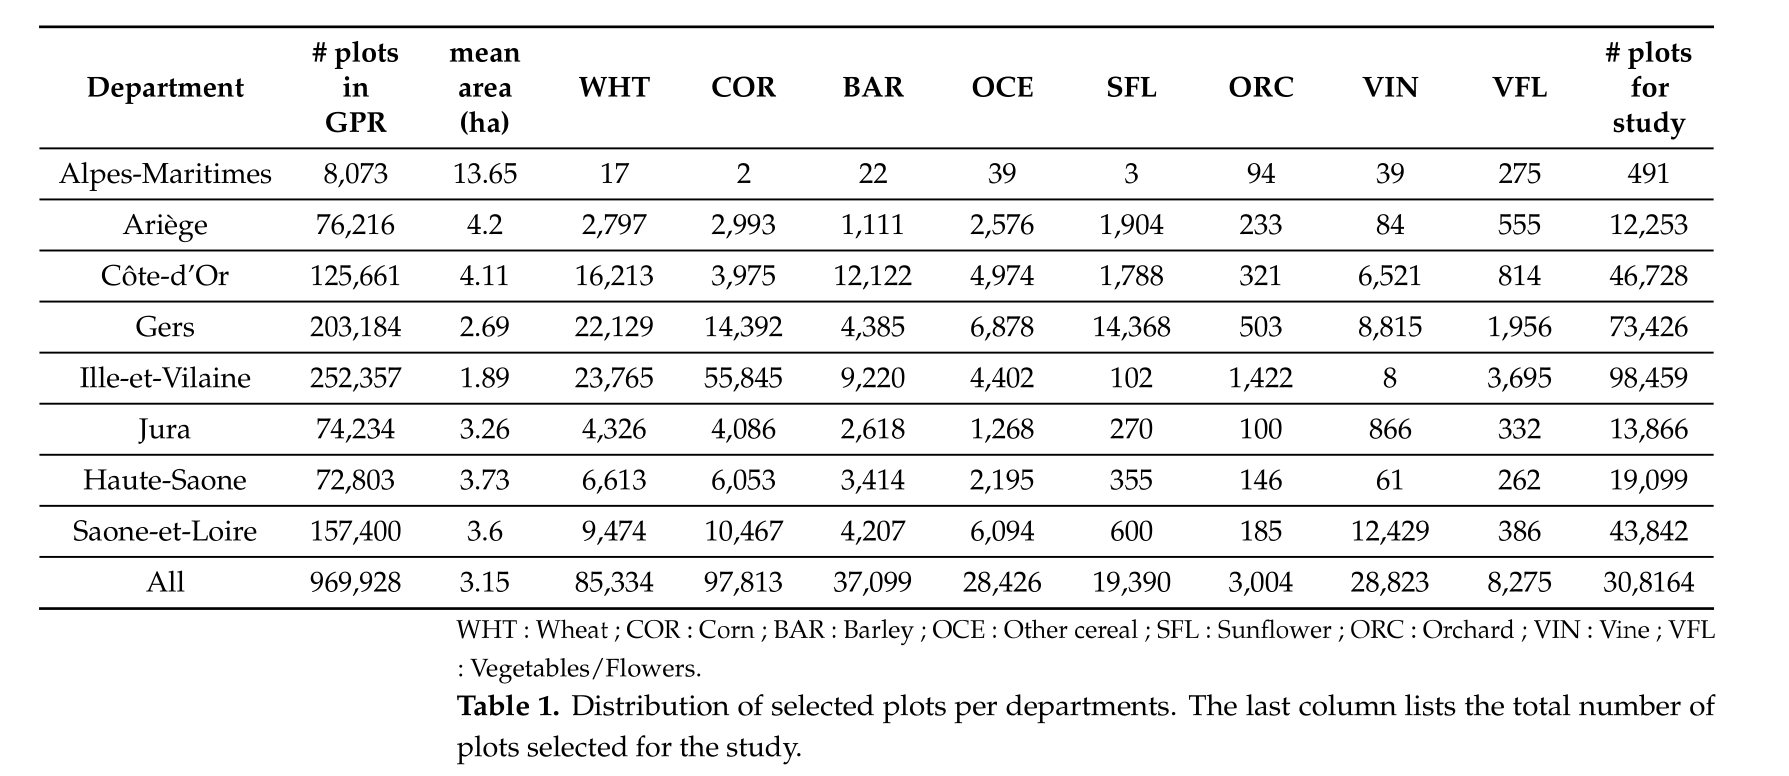 Department # plots in GPR mean area (ha) WHT COR BAR OCE SFL ORC VIN VFL # plots for study
Alpes-Maritimes 8,073 13.65 17 2 22 39 3 94 39 275 491
Ariège 76,216 4.2 2,797 2,993 1,111 2,576 1,904 233 84 555 12,253
Côte-d'Or 125,661 4.11 16,213 3,975 12,122 4,974 1,788 321 6,521 814 46,728
Gers 203,184 2.69 22,129 14,392 4,385 6,878 14,368 503 8,815 1,956 73,426
Ille-et-Vilaine 252,357 1.89 23,765 55,845 9,220 4,402 102 1,422 8 3,695 98,459
Jura 74,234 3.26 4,326 4,086 2,618 1,268 270 100 866 332 13,866
Haute-Saone 72,803 3.73 6,613 6,053 3,414 2,195 355 146 61 262 19,099
Saone-et-Loire 157,400 3.6 9,474 10,467 4,207 6,094 600 185 12,429 386 43,842
All 969,928 3.15 85,334 97,813 37,099 28,426 19,390 3,004 28,823 8,275 30,8164
WHT : Wheat ; COR : Corn ; BAR : Barley ; OCE : Other cereal ; SFL : Sunflower ; ORC : Orchard ; VIN : Vine ; VFL
: Vegetables/Flowers.
Table 1. Distribution of selected plots per departments. The last column lists the total number of
plots selected for the study.